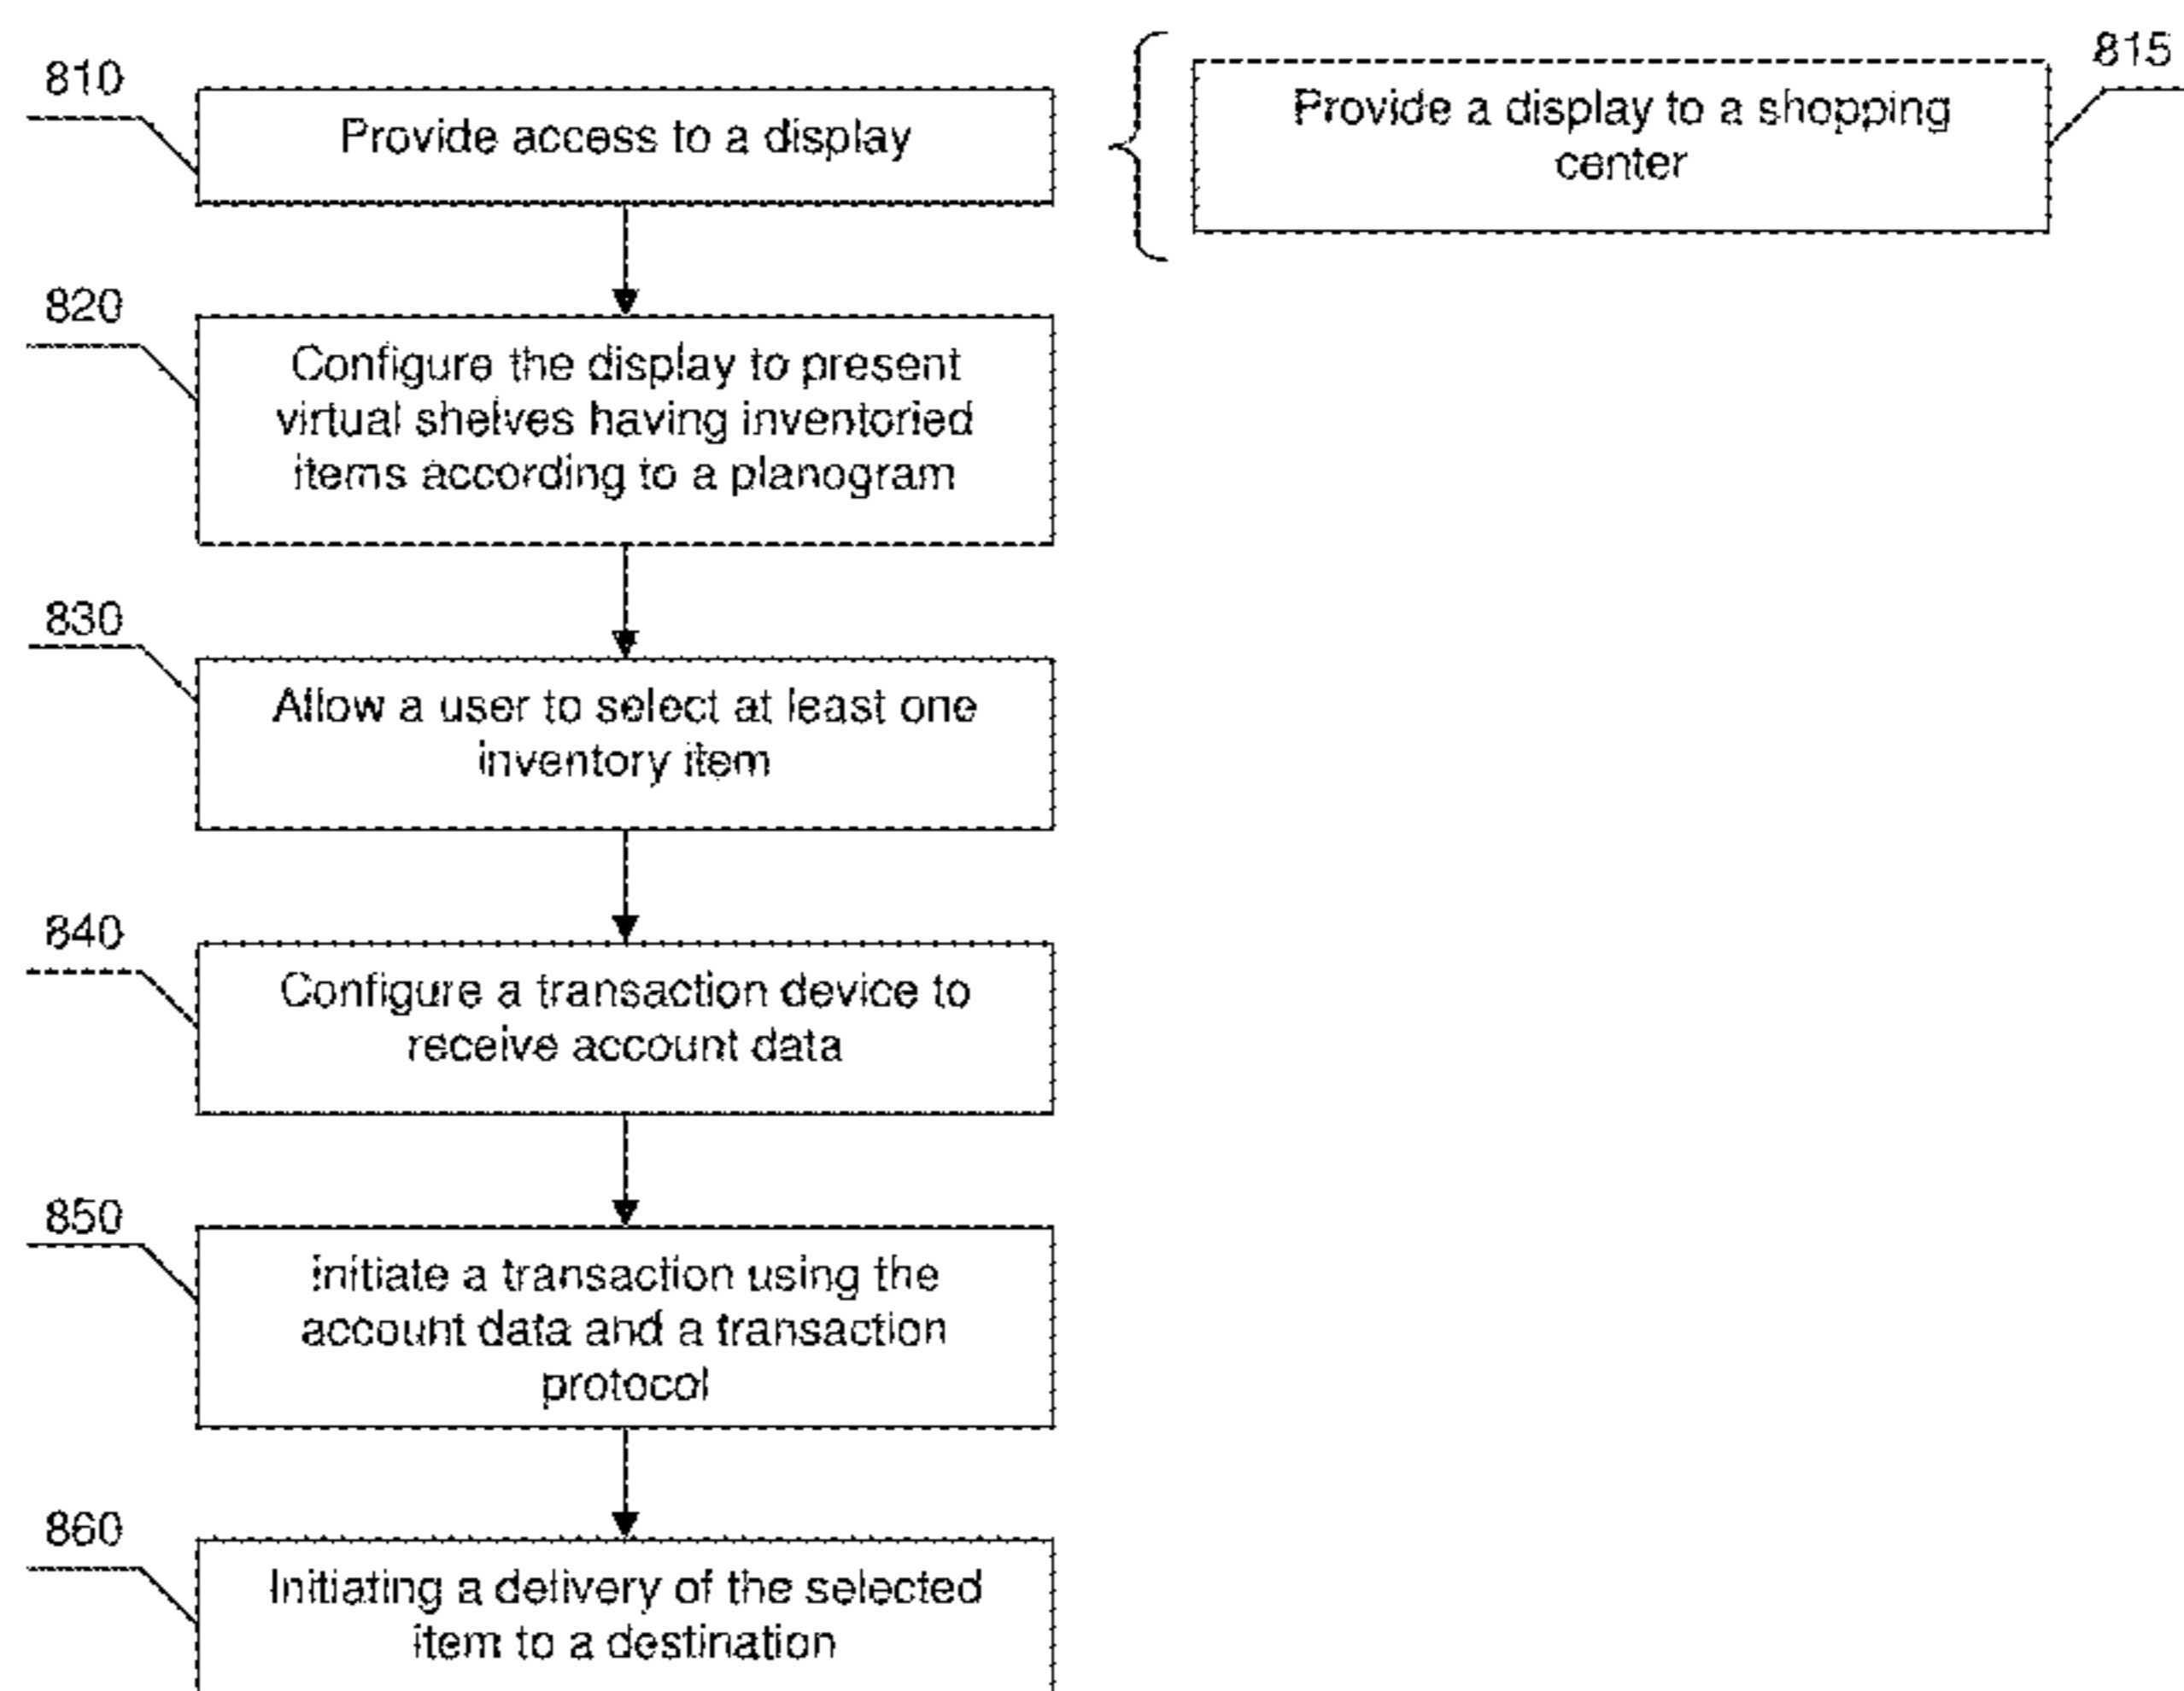 810
Provide access to a display
815
Provide a display to a shopping
center
820
Configure the display to present
virtual shelves having inventoried
items according to a planogram
830
Allow a user to select at least one
inventory item
840
Configure a transaction device to
receive account data
850
Initiate a transaction using the
account data and a transaction
protocol
860
Initiating a delivery of the selected
item to a destination